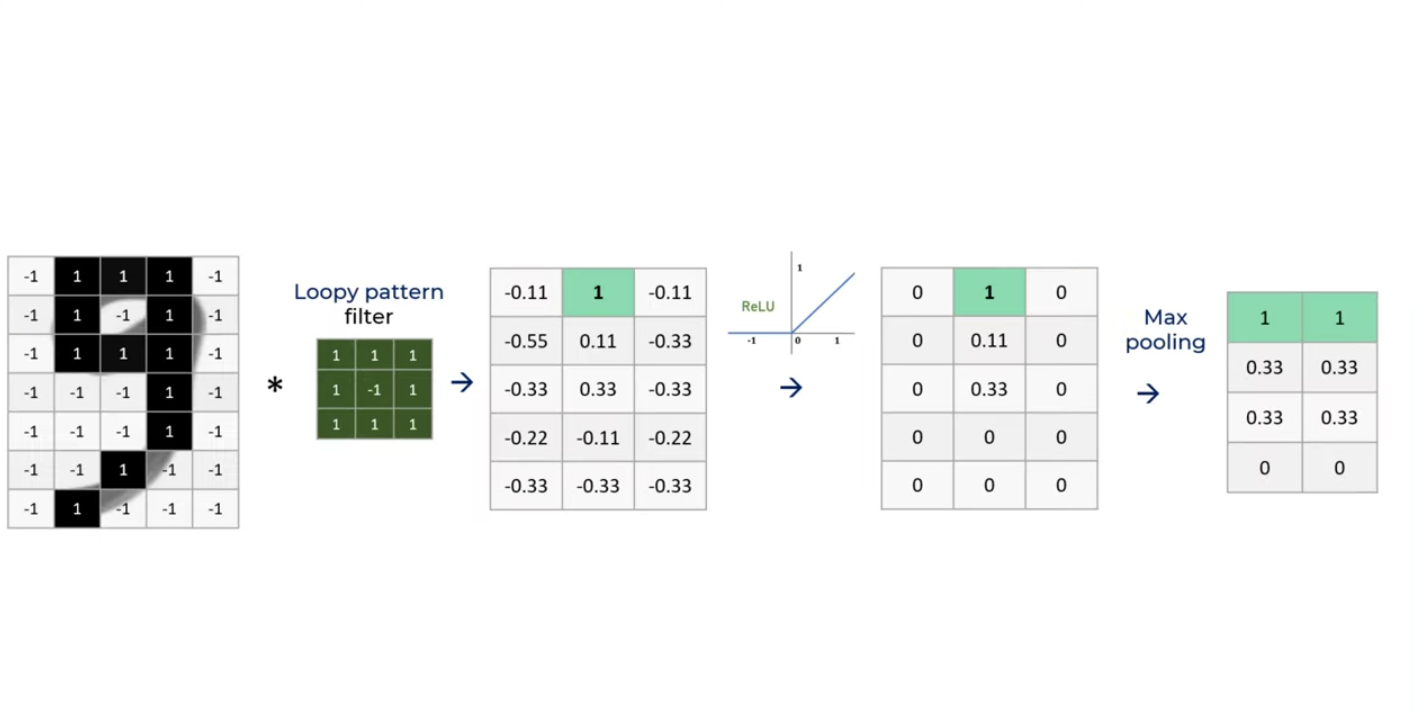 -1 1 1 1 -1
-1 1 -1 1 -1
-1 1 1 1 -1
-1 -1 -1 1 -1
-1 -1 -1 1 -1
-1 -1 1 -1 -1
-1 1 -1 -1 -1
*
Loopy pattern
filter
1 1 1
1 -1 1
1 1 1
→
-0.11 1 -0.11
-0.55 0.11 -0.33
-0.33 0.33 -0.33
-0.22 -0.11 -0.22
-0.33 -0.33 -0.33
1
ReLU
-1 0 1
→
0 1 0
0 0.11 0
0 0.33 0
0 0 0
0 0 0
Max
pooling
→
1 1
0.33 0.33
0.33 0.33
0 0